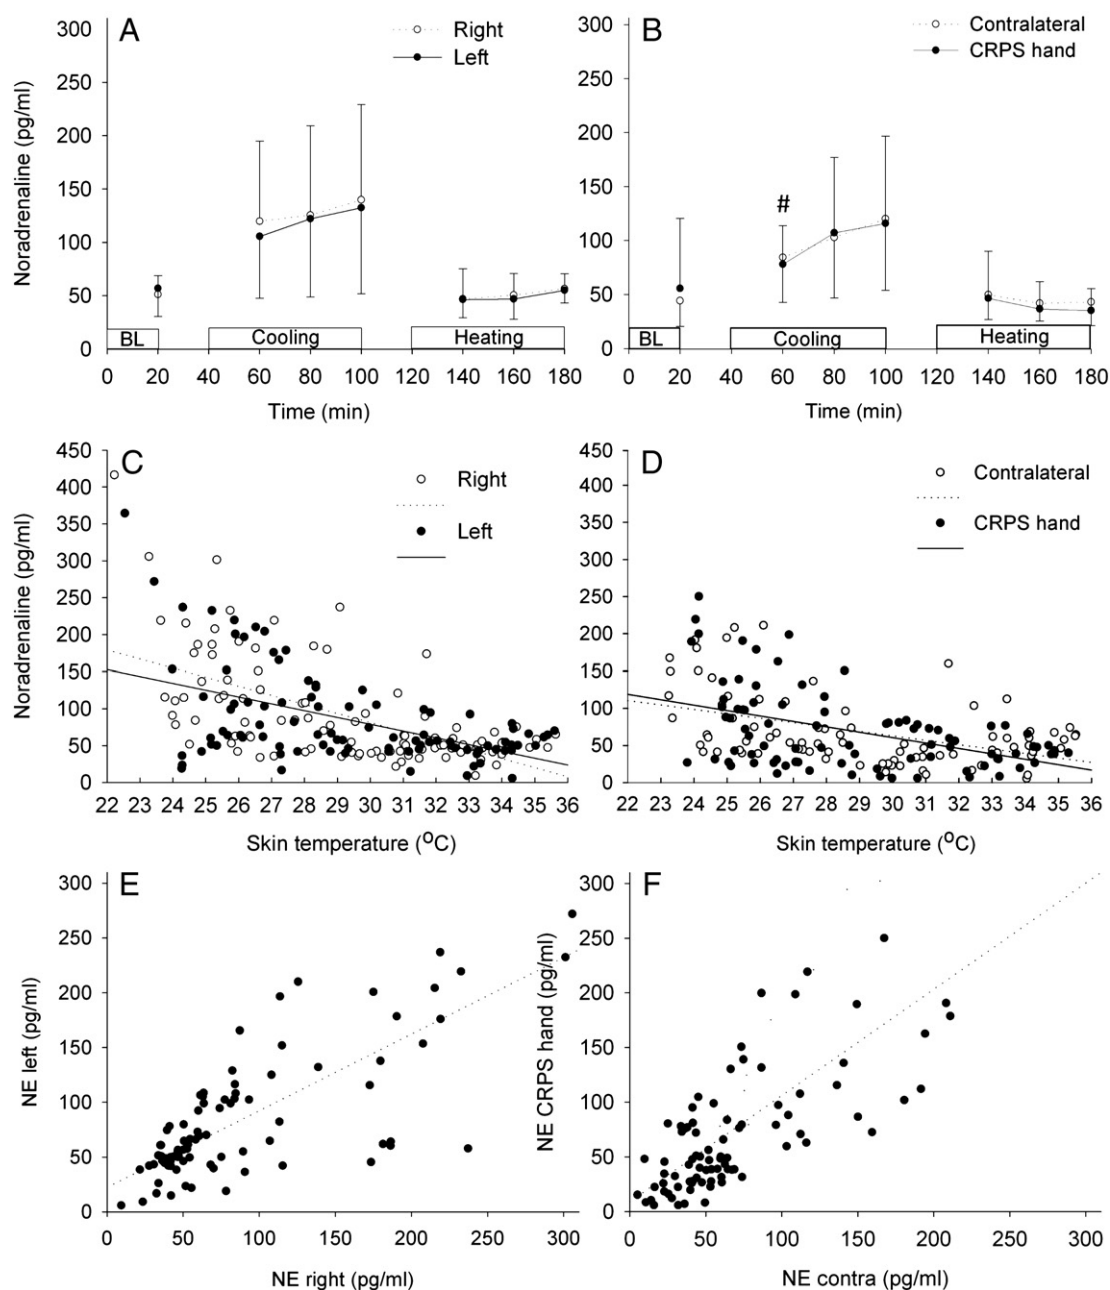 A
Right
Left
Noradrenaline (pg/ml)
300
250
200
150
100
50
0
BL
Cooling
Heating
0 20 40 60 80 100 120 140 160 180
Time (min)
B
Contralateral
CRPS hand
#
300
250
200
150
100
50
0
BL
Cooling
Heating
0 20 40 60 80 100 120 140 160 180
Time (min)
C
Right
Left
Noradrenaline (pg/ml)
450
400
350
300
250
200
150
100
50
0
22 23 24 25 26 27 28 29 30 31 32 33 34 35 36
Skin temperature (OC)
D
Contralateral
CRPS hand
450
400
350
300
250
200
150
100
50
0
22 23 24 25 26 27 28 29 30 31 32 33 34 35 36
Skin temperature (OC)
E
NE left (pg/ml)
300
250
200
150
100
50
0
0 50 100 150 200 250 300
NE right (pg/ml)
F
NE CRPS hand (pg/ml)
300
250
200
150
100
50
0
0 50 100 150 200 250 300
NE contra (pg/ml)